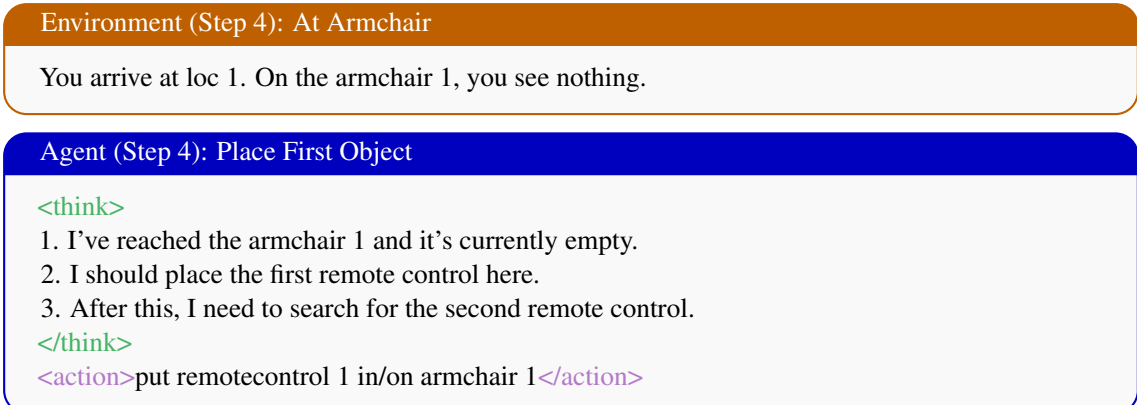 Environment (Step 4): At Armchair
You arrive at loc 1. On the armchair 1, you see nothing.
Agent (Step 4): Place First Object
<think>
1. I've reached the armchair 1 and it's currently empty.
2. I should place the first remote control here.
3. After this, I need to search for the second remote control.
</think>
<action>put remotecontrol 1 in/on armchair 1</action>